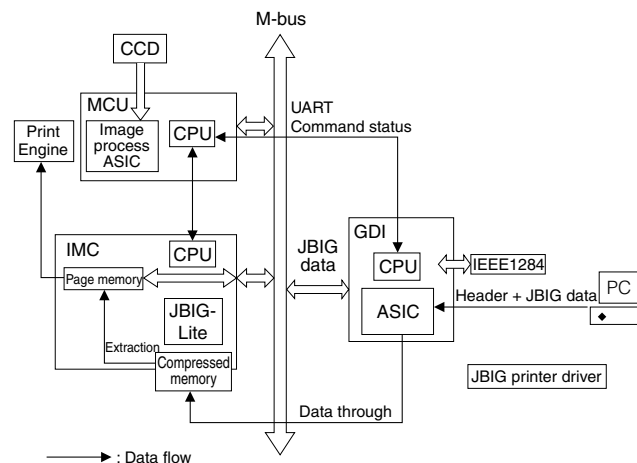 M-bus
CCD
MCU
Image
process
ASIC
CPU
Print
Engine
UART
Command status
IMC
CPU
Page memory
JBIG-
Lite
Extraction
Compressed
memory
JBIG
data
GDI
CPU
ASIC
IEEE1284
PC
Header + JBIG data
JBIG printer driver
Data through
: Data flow